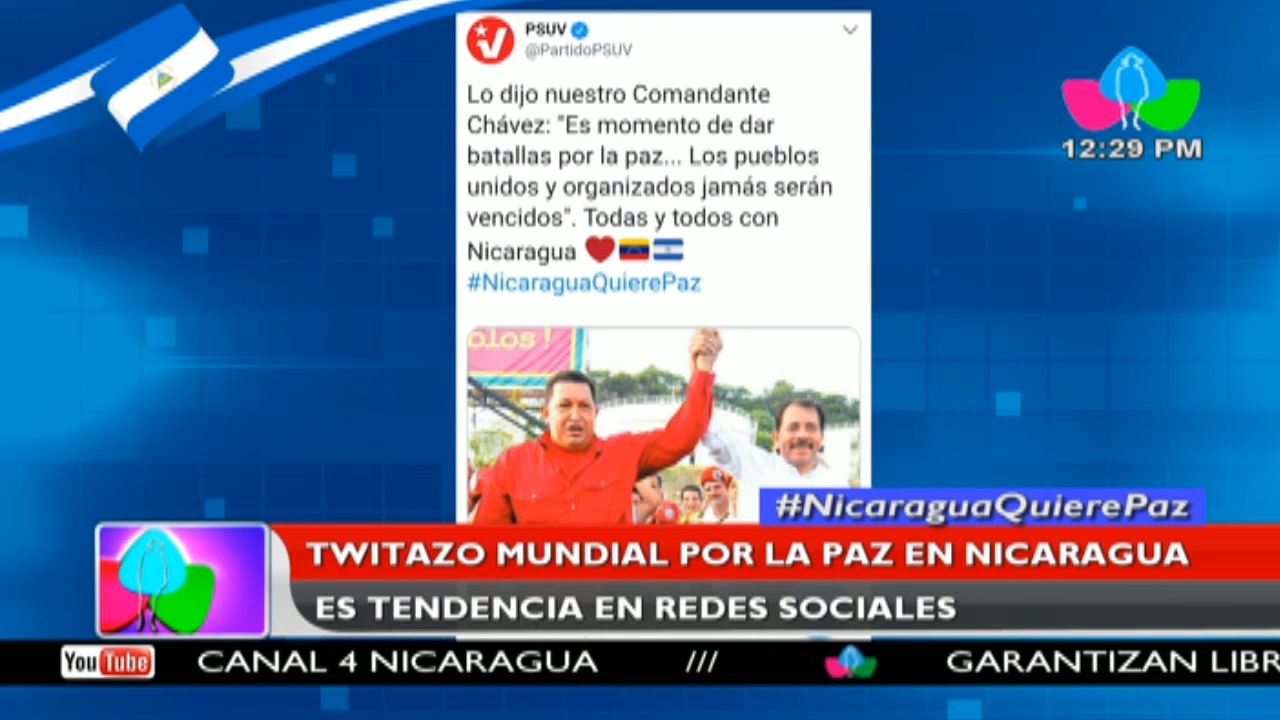 PSUV
@PartidoPSUV
Lo dijo nuestro Comandante
Chávez: "Es momento de dar
batallas por la paz... Los pueblos
unidos y organizados jamás serán
vencidos". Todas y todos con
Nicaragua ❤️🇻🇪🇳🇮
#NicaraguaQuierePaz
olos!
12:29 PM
#NicaraguaQuierePaz
TWITAZO MUNDIAL POR LA PAZ EN NICARAGUA
ES TENDENCIA EN REDES SOCIALES
YouTube CANAL 4 NICARAGUA /// GARANTIZAN LIBR